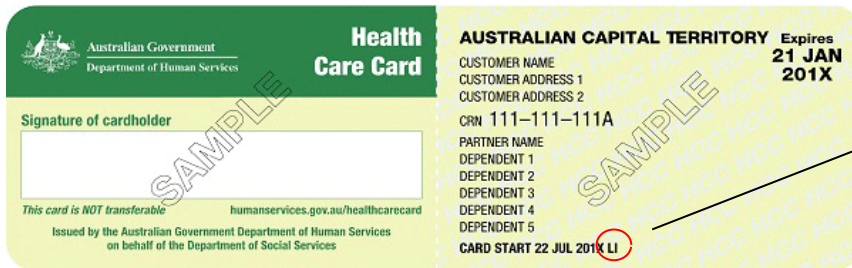 Australian Government
Department of Human Services
Health
Care Card
Signature of cardholder
SAMPLE
This card is NOT transferable
humanservices.gov.au/healthcarecard
Issued by the Australian Government Department of Human Services
on behalf of the Department of Social Services
AUSTRALIAN CAPITAL TERRITORY
Expires
21 JAN
201X
CUSTOMER NAME
CUSTOMER ADDRESS 1
CUSTOMER ADDRESS 2
CRN 111–111–111A
PARTNER NAME
DEPENDENT 1
DEPENDENT 2
DEPENDENT 3
DEPENDENT 4
DEPENDENT 5
SAMPLE
CARD START 22 JUL 201X LI
HCC HCC HCC HCC